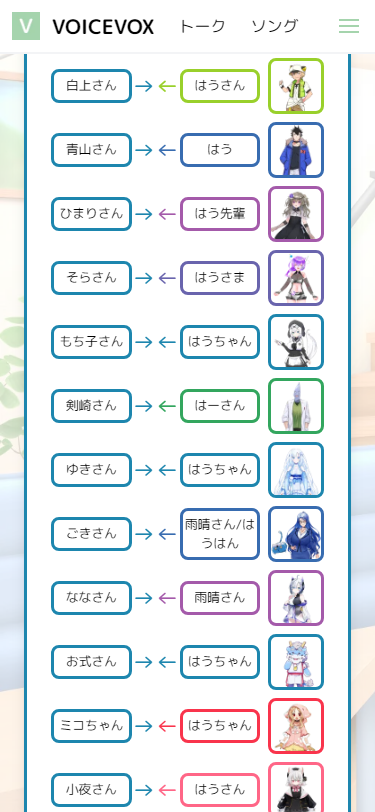 V VOICEVOX トーク ソング
白上さん → ← はうさん
青山さん → ← はう
ひまりさん → ← はう先輩
そらさん → ← はうさま
もち子さん → ← はうちゃん
剣崎さん → ← はーさん
ゆきさん → ← はうちゃん
ごきさん → ← 雨晴さん/は
うはん
ななさん → ← 雨晴さん
お式さん → ← はうちゃん
ミコちゃん → ← はうちゃん
小夜さん → ← はうさん